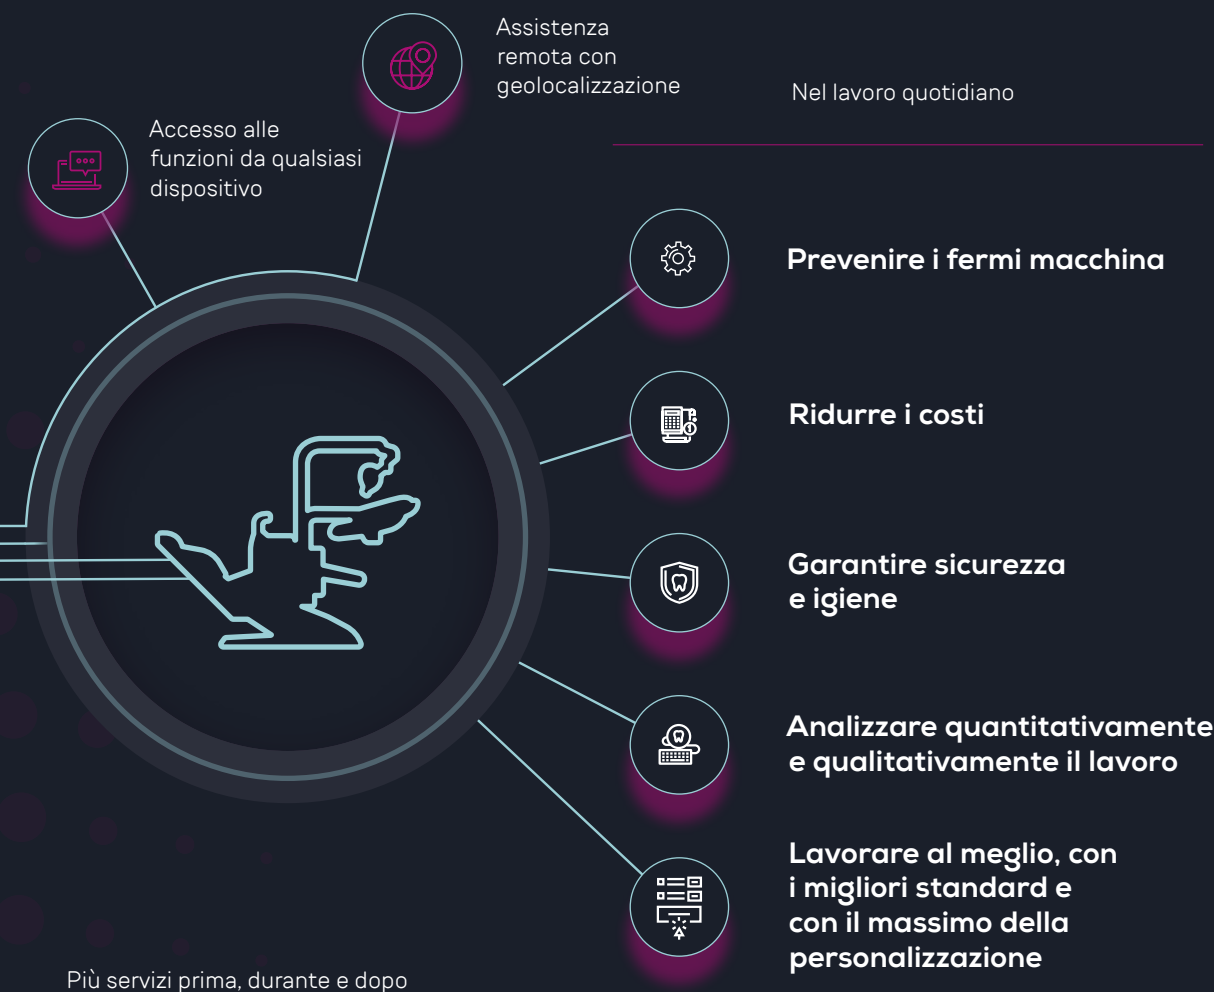 Assistenza
remota con
geolocalizzazione
Accesso alle
funzioni da qualsiasi
dispositivo
Nel lavoro quotidiano
Prevenire i fermi macchina
Ridurre i costi
Garantire sicurezza
e igiene
Analizzare quantitativamente
e qualitativamente il lavoro
Lavorare al meglio, con
i migliori standard e
con il massimo della
personalizzazione
Più servizi prima, durante e dopo